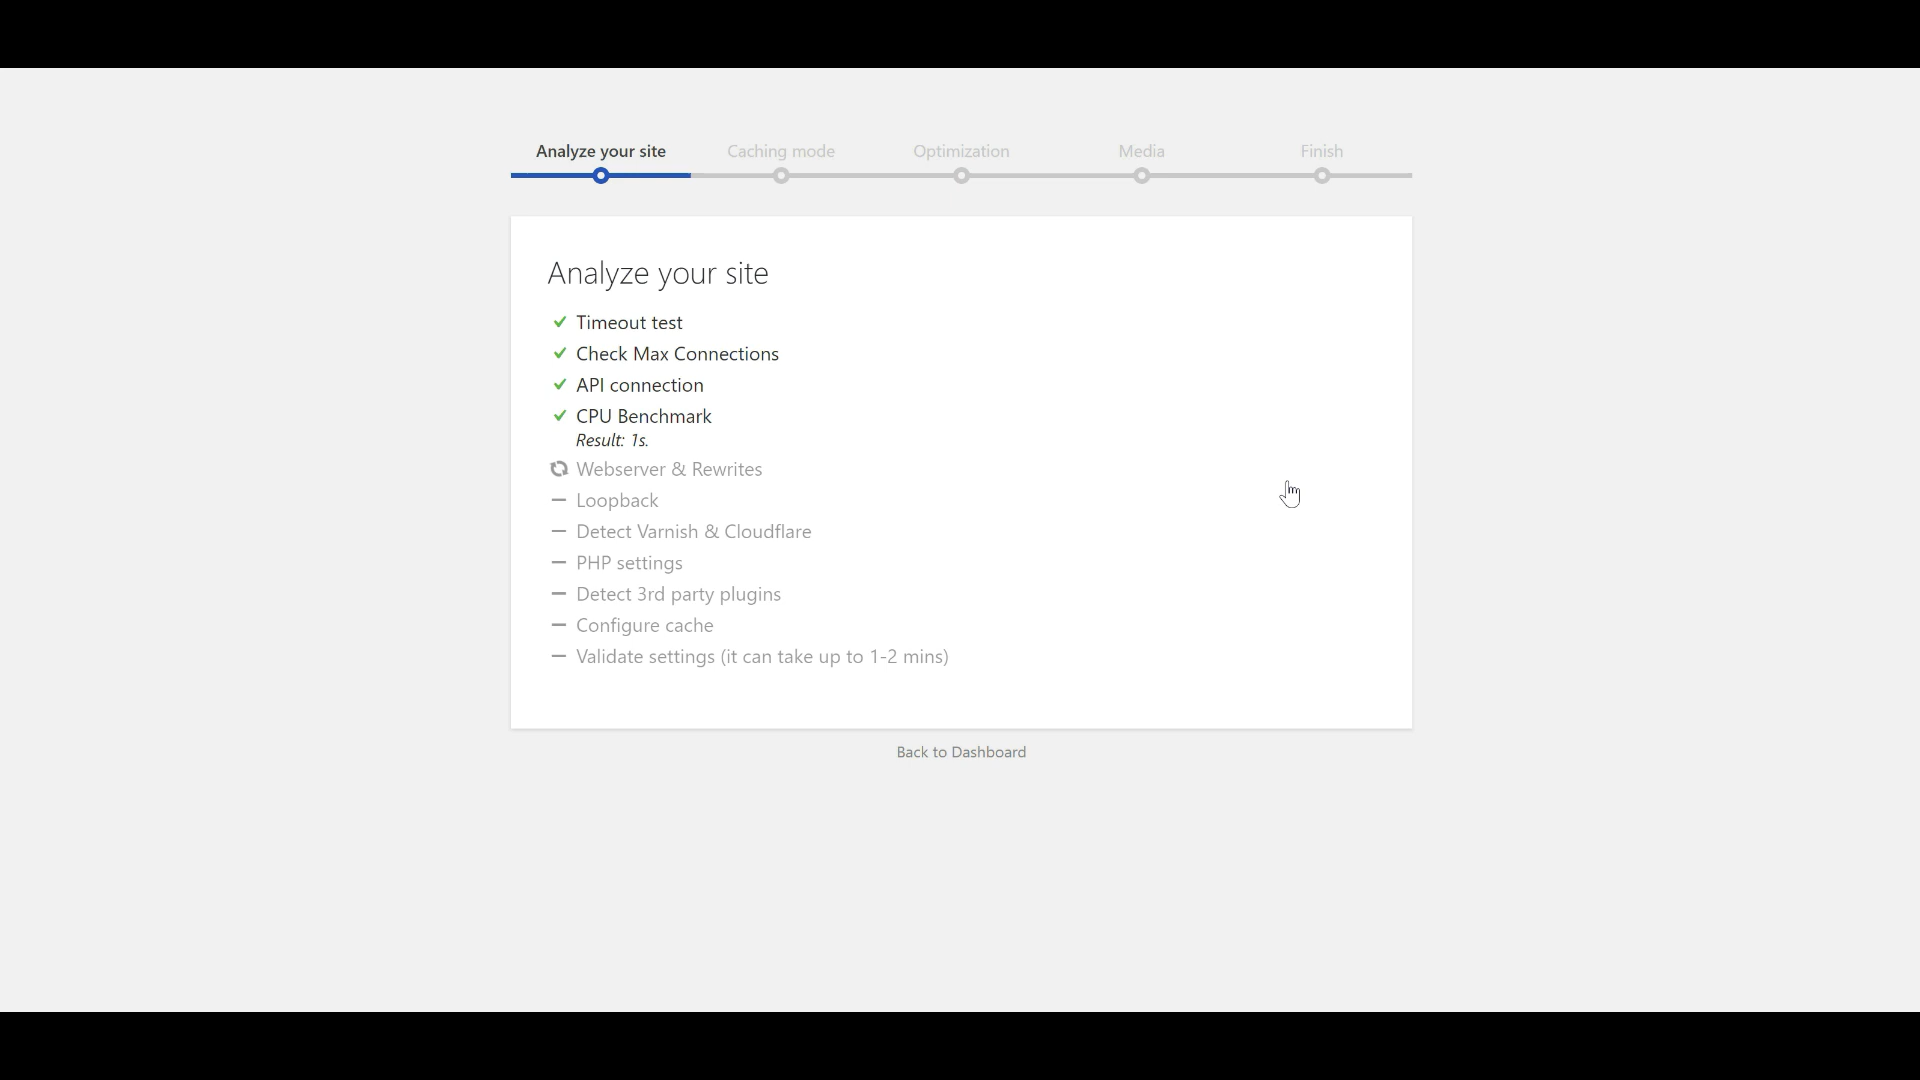 Analyze your site
Caching mode
Optimization
Media
Finish
Analyze your site
Timeout test
Check Max Connections
API connection
CPU Benchmark
Result: 1s.
Webserver & Rewrites
Loopback
Detect Varnish & Cloudflare
PHP settings
Detect 3rd party plugins
Configure cache
Validate settings (it can take up to 1-2 mins)
Back to Dashboard